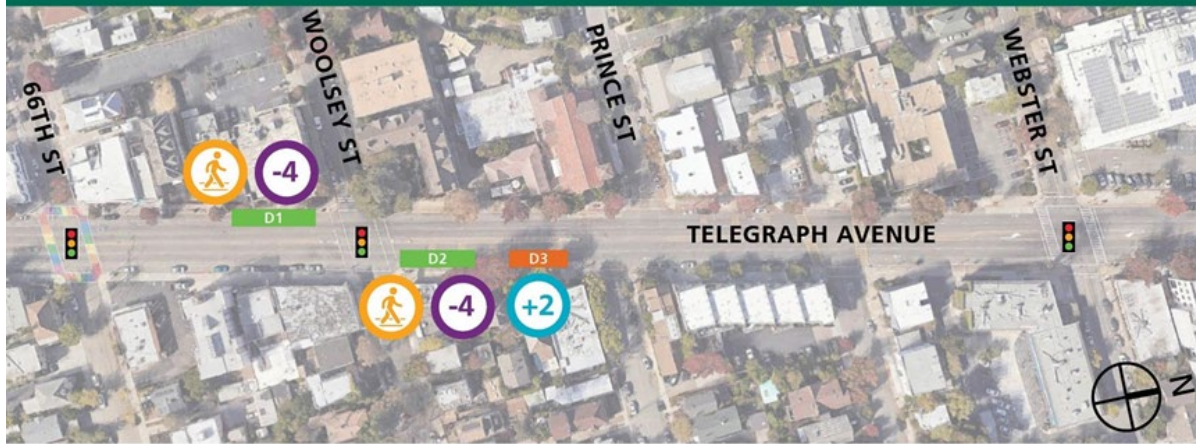 66TH ST
WOOLSEY ST
PRINCE ST
WEBSTER ST
-4
D1
TELEGRAPH AVENUE
D2
D3
-4
+2
N